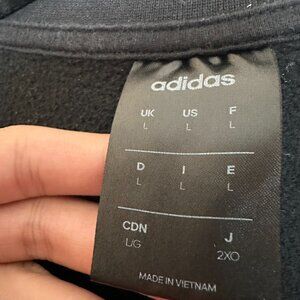 adidas
UK US F
L L L
D I E
L L L
CDN J
L/G 2XO
MADE IN VIETNAM